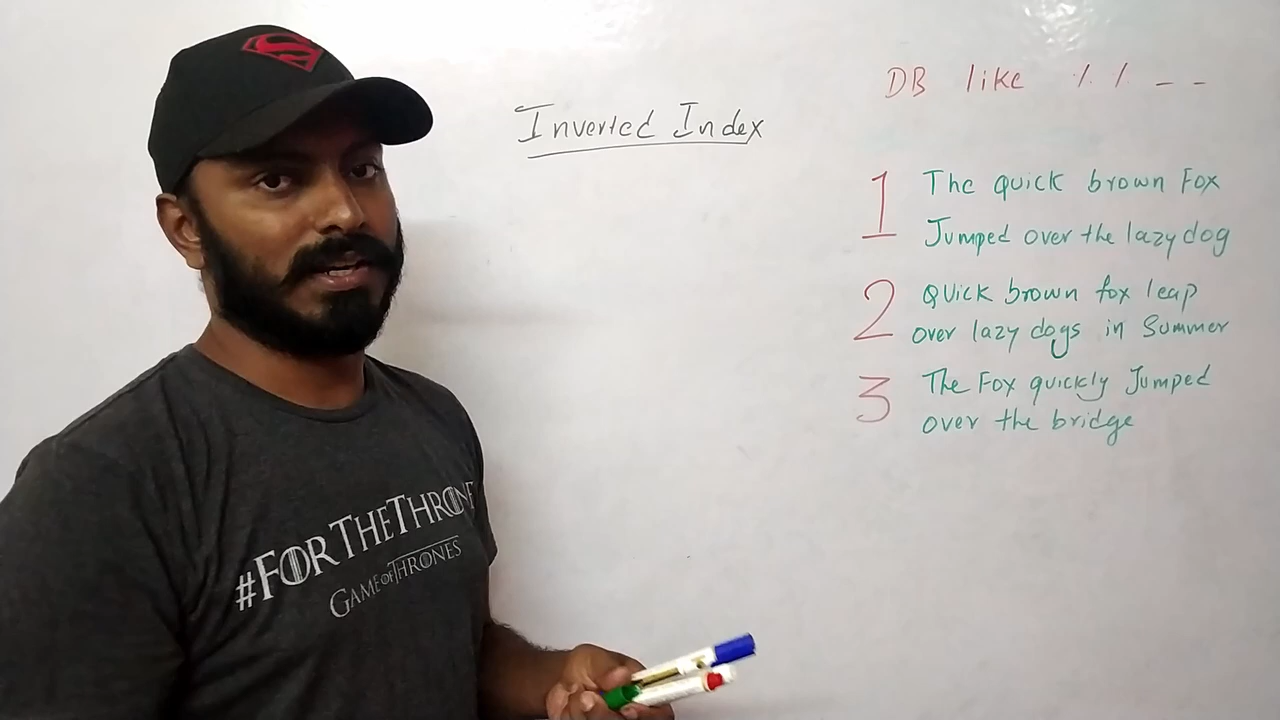 Inverted Index
DB like % % _ _
1 The quick brown Fox
Jumped over the lazy dog
2 Quick brown fox leap
over lazy dogs in Summer
3 The Fox quickly Jumped
over the bridge
#FORTHETHRONE
GAME OF THRONES